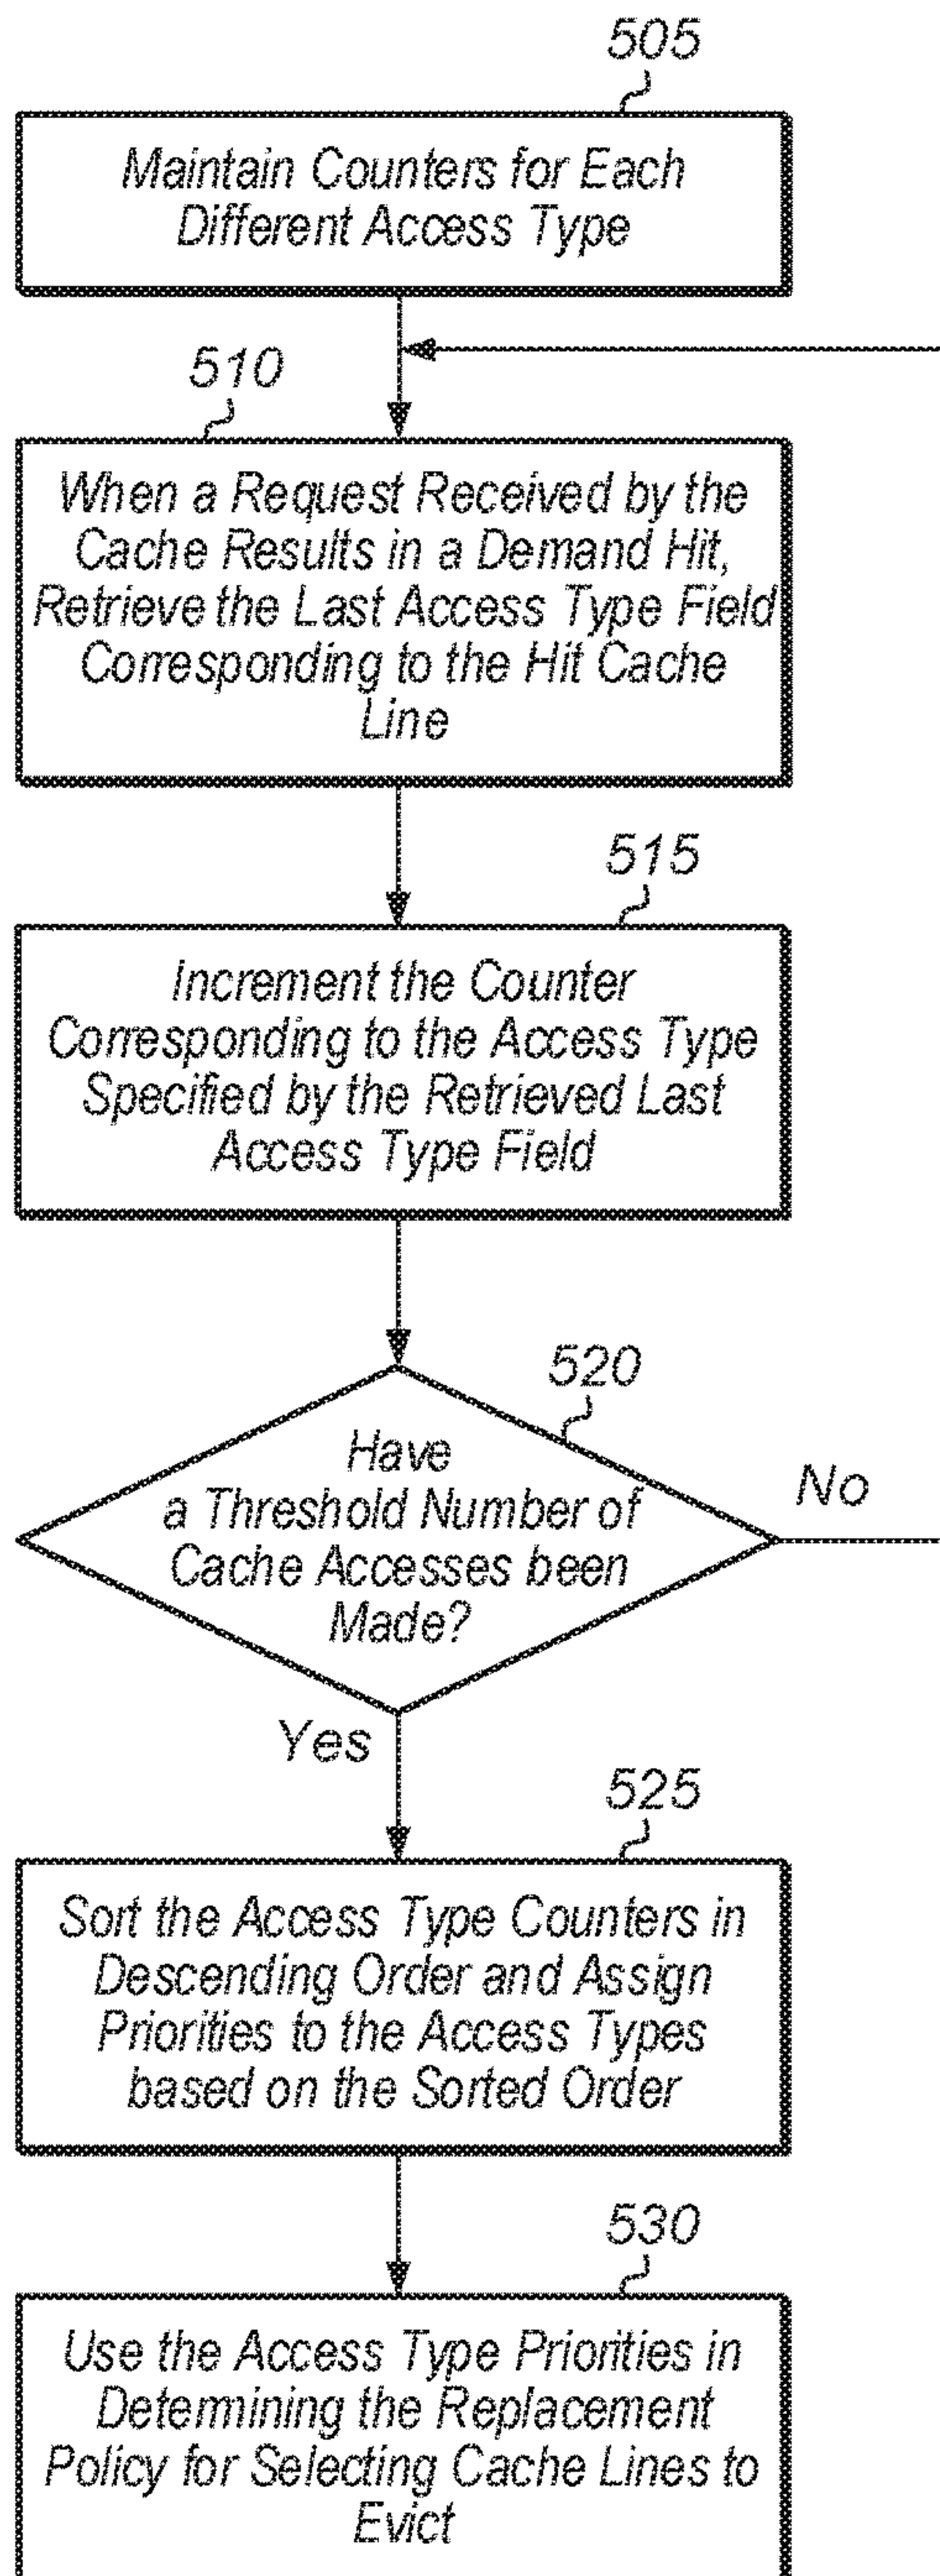 505
Maintain Counters for Each
Different Access Type
510
When a Request Received by the
Cache Results in a Demand Hit,
Retrieve the Last Access Type Field
Corresponding to the Hit Cache
Line
515
Increment the Counter
Corresponding to the Access Type
Specified by the Retrieved Last
Access Type Field
520
Have
a Threshold Number of
Cache Accesses been
Made?
No
Yes
525
Sort the Access Type Counters in
Descending Order and Assign
Priorities to the Access Types
based on the Sorted Order
530
Use the Access Type Priorities in
Determining the Replacement
Policy for Selecting Cache Lines to
Evict